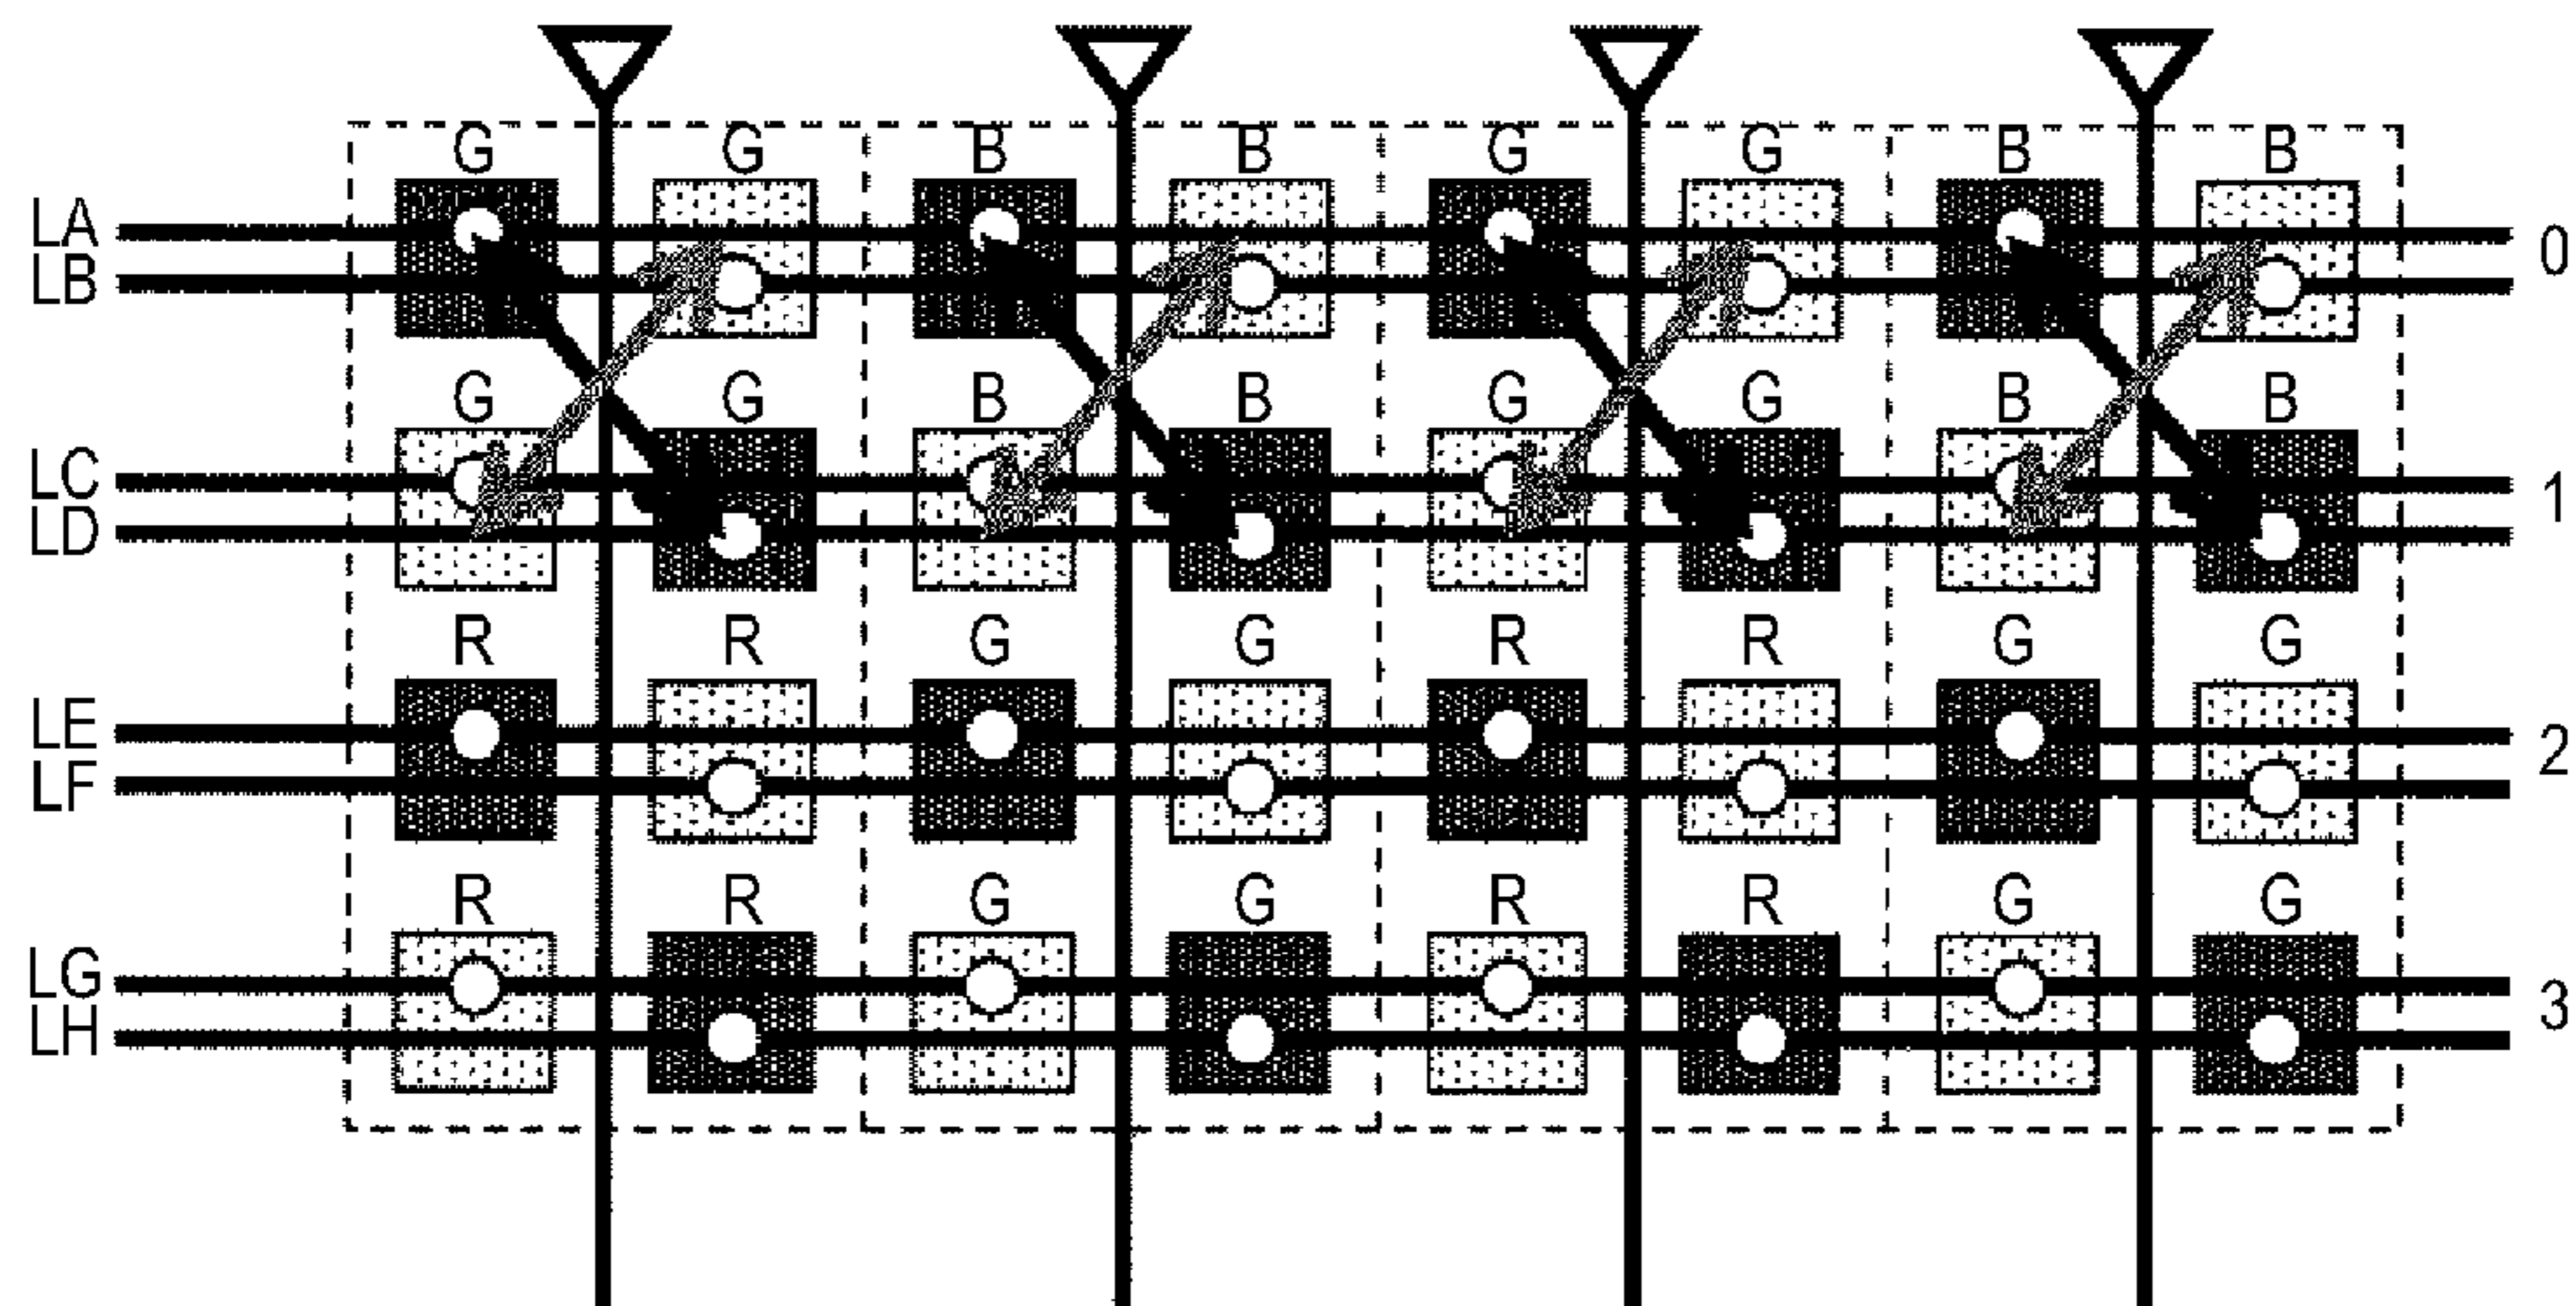 G G B B G G B B
LA
LB
0
G G B B G G B B
LC
LD
1
R R G G R R G G
LE
LF
2
R R G G R R G G
LG
LH
3